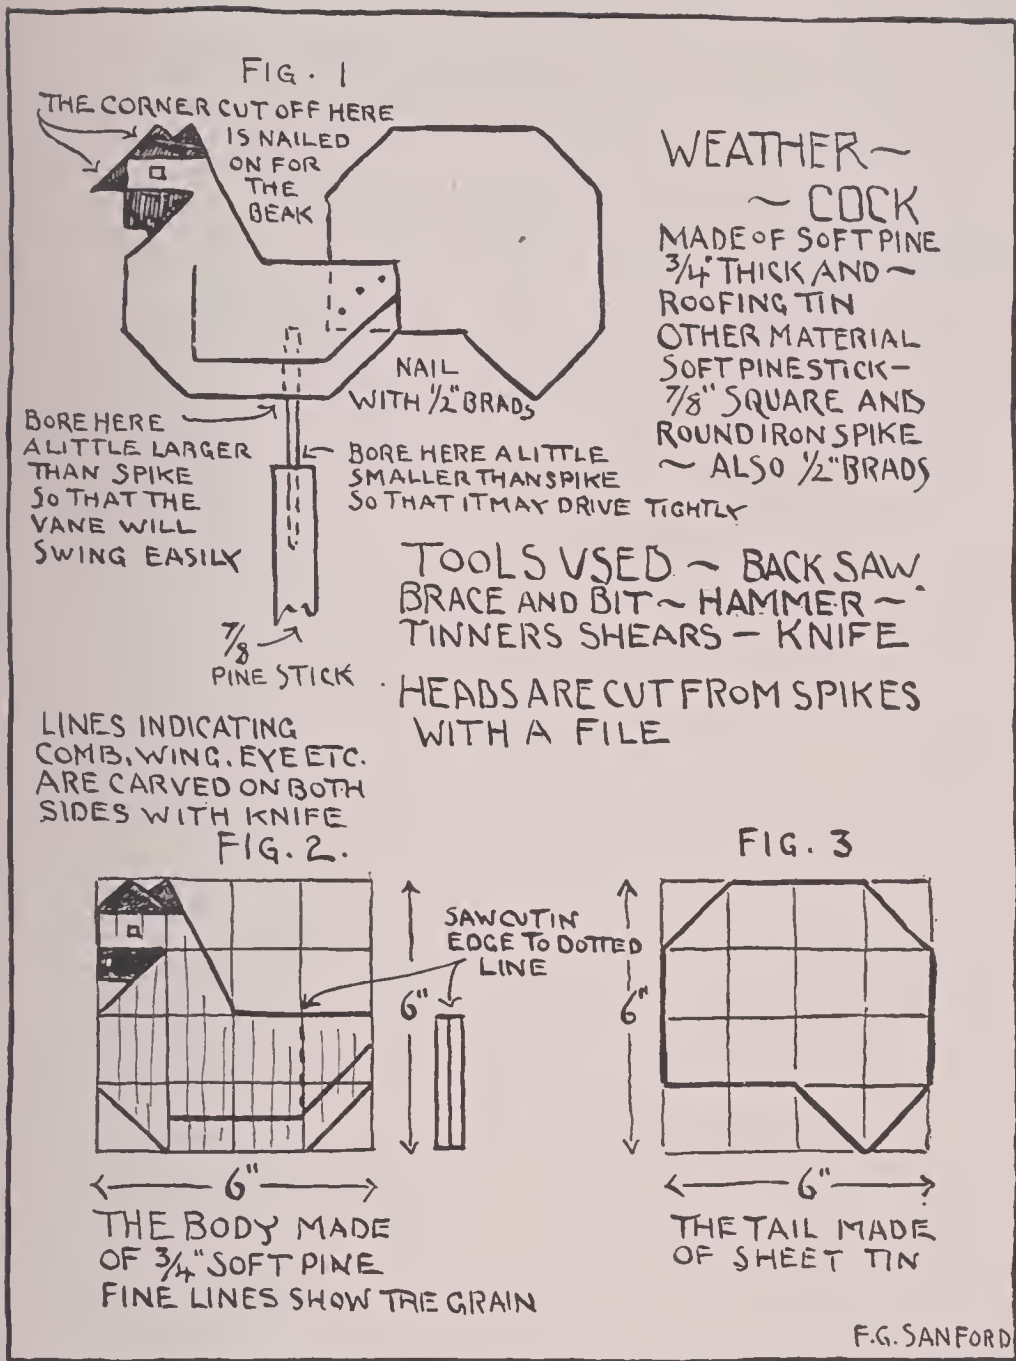 FIG. 1
THE CORNER CUT OFF HERE
IS NAILED
ON FOR
THE
BEAK
WEATHER~
~ COCK
MADE OF SOFT PINE
3/4" THICK AND ~
ROOFING TIN
OTHER MATERIAL
SOFT PINE STICK-
7/8" SQUARE AND
ROUND IRON SPIKE
~ ALSO 1/2" BRADS
NAIL
WITH 1/2" BRADS
BORE HERE
A LITTLE LARGER
THAN SPIKE
SO THAT THE
VANE WILL
SWING EASILY
BORE HERE A LITTLE
SMALLER THAN SPIKE
SO THAT IT MAY DRIVE TIGHTLY
7/8
PINE STICK
TOOLS USED ~ BACK SAW
BRACE AND BIT ~ HAMMER ~
TINNERS SHEARS - KNIFE
HEADS ARE CUT FROM SPIKES
WITH A FILE
LINES INDICATING
COMB, WING, EYE ETC.
ARE CARVED ON BOTH
SIDES WITH KNIFE
FIG. 2.
SAW CUT IN
EDGE TO DOTTED
LINE
6"
6"
THE BODY MADE
OF 3/4" SOFT PINE
FINE LINES SHOW THE GRAIN
FIG. 3
6"
6"
THE TAIL MADE
OF SHEET TIN
F.G. SANFORD